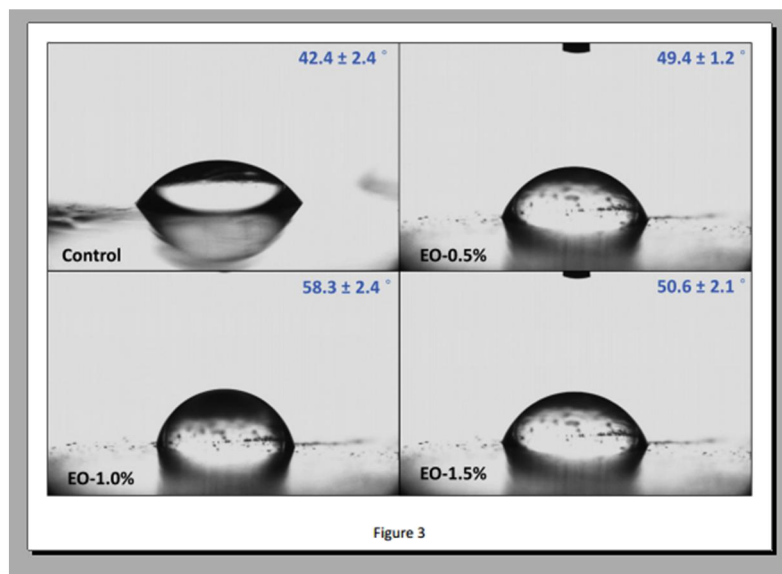 42.4 ± 2.4 °
49.4 ± 1.2 °
Control
EO-0.5%
58.3 ± 2.4 °
50.6 ± 2.1 °
EO-1.0%
EO-1.5%
Figure 3